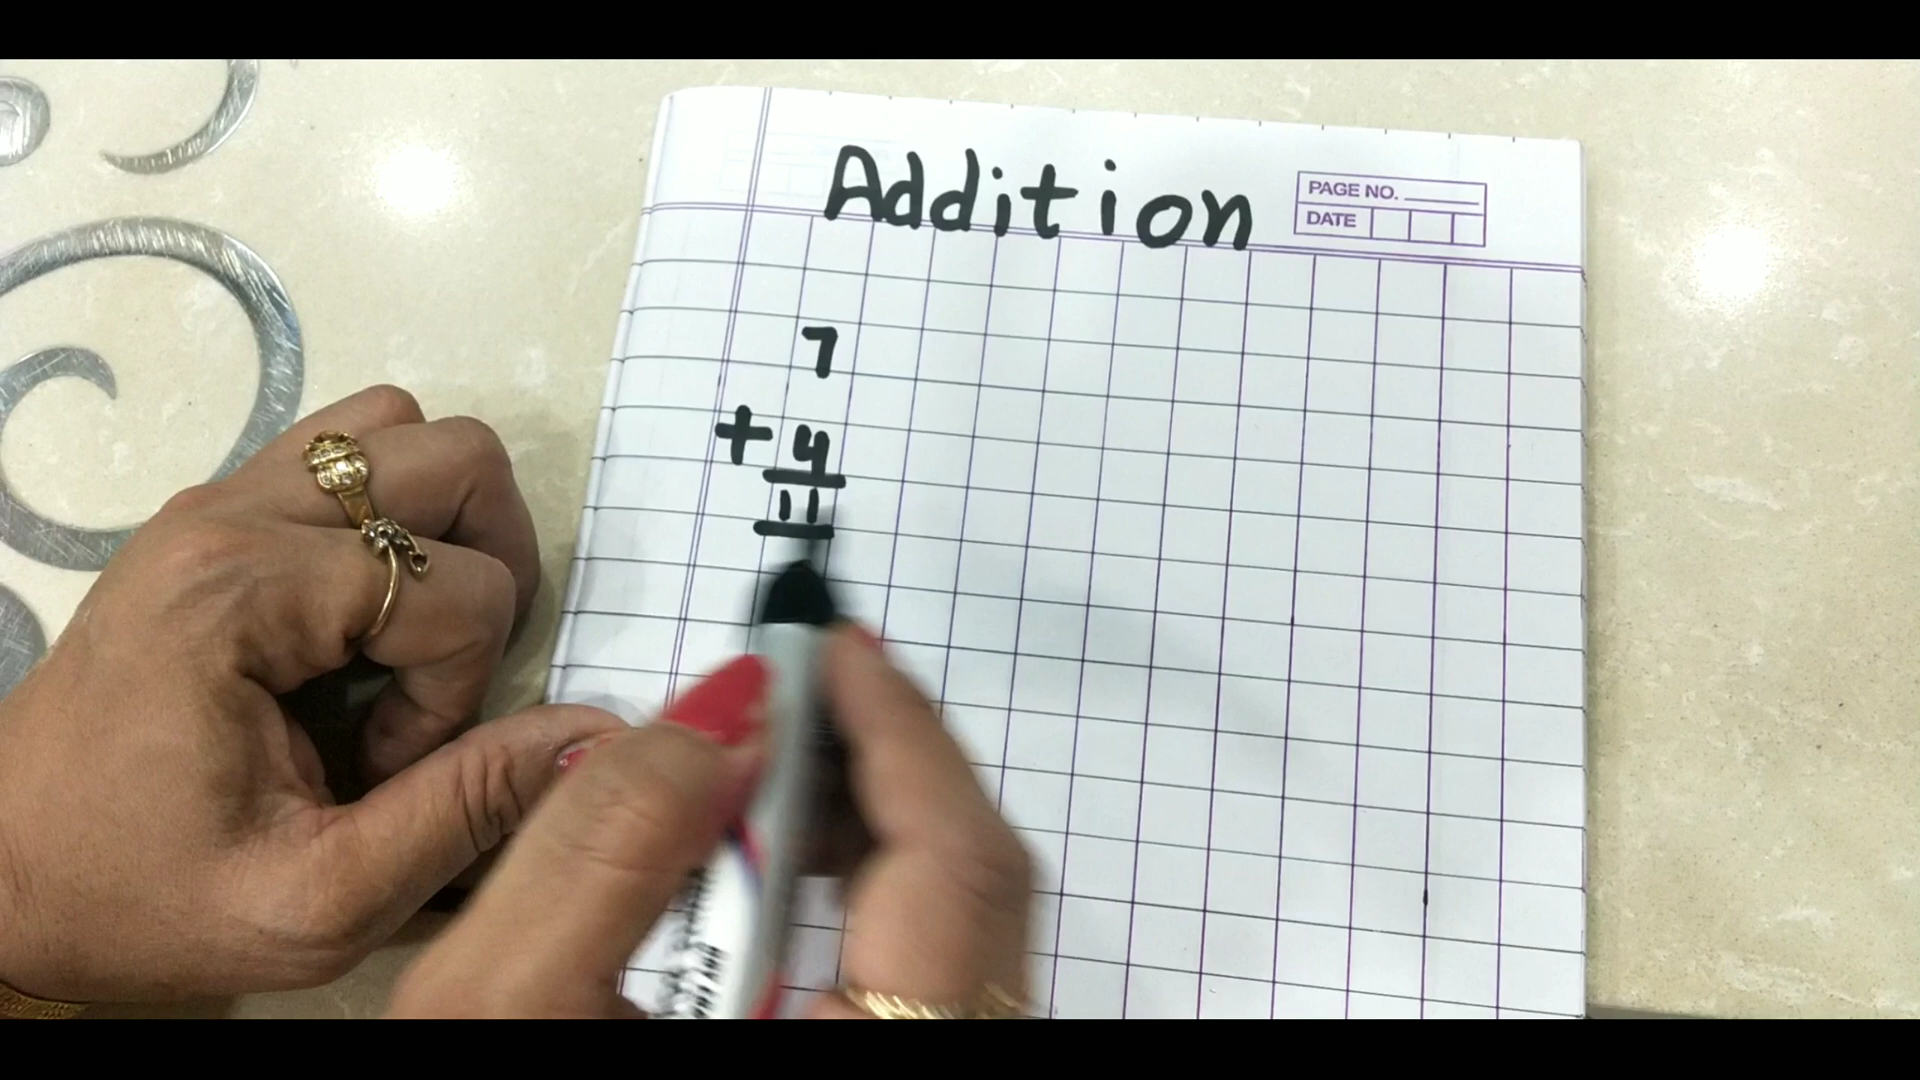 Addition
PAGE NO.
DATE
7
+ 4
11